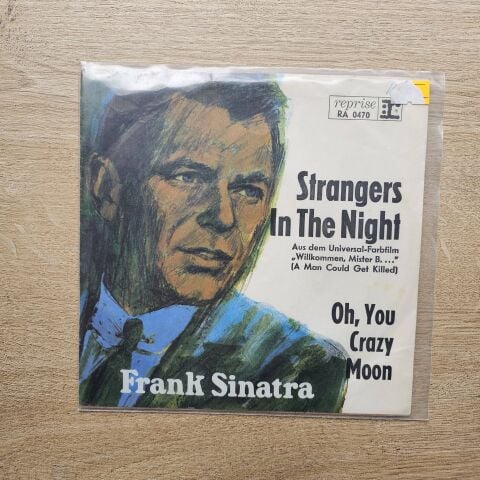 reprise
RA 0470
Strangers
In The Night
Aus dem Universal-Farbfilm
„Willkommen, Mister B. ..."
(A Man Could Get Killed)
Oh, You
Crazy
Moon
Frank Sinatra